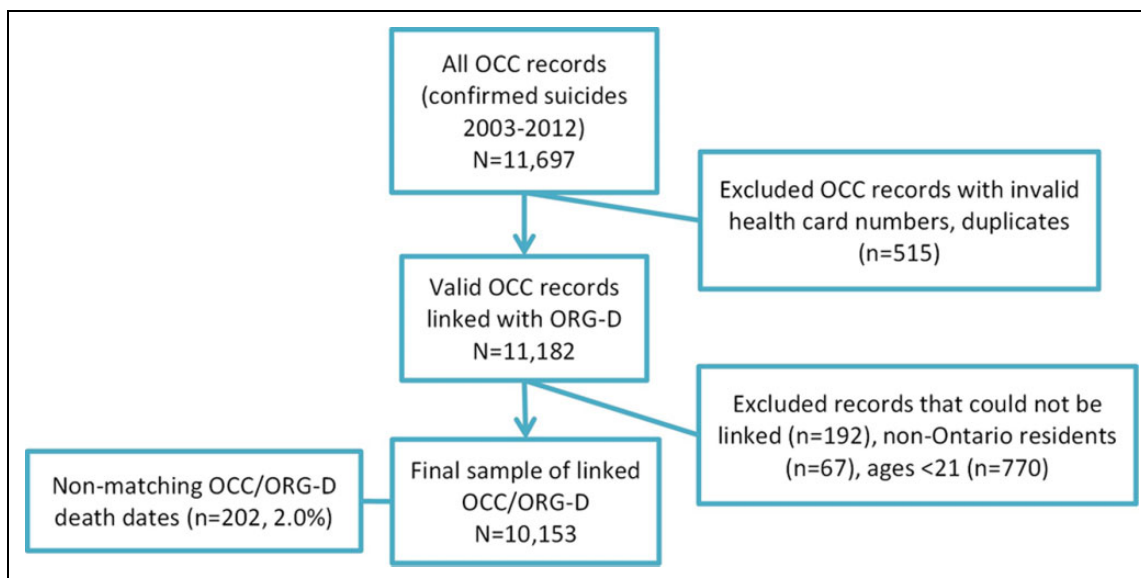 All OCC records
(confirmed suicides
2003-2012)
N=11,697
Excluded OCC records with invalid
health card numbers, duplicates
(n=515)
Valid OCC records
linked with ORG-D
N=11,182
Excluded records that could not be
linked (n=192), non-Ontario residents
(n=67), ages <21 (n=770)
Non-matching OCC/ORG-D
death dates (n=202, 2.0%)
Final sample of linked
OCC/ORG-D
N=10,153